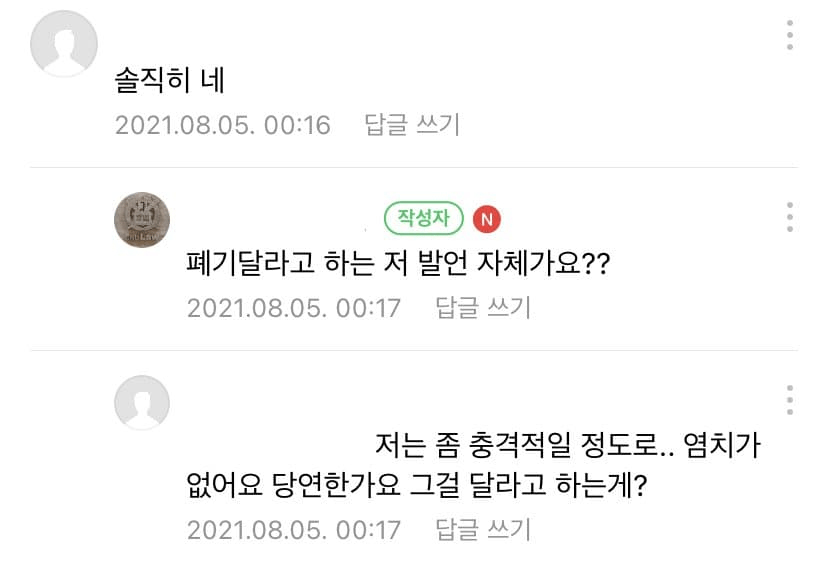 솔직히 네
2021.08.05. 00:16 답글 쓰기
작성자 N
폐기달라고 하는 저 발언 자체가요??
2021.08.05. 00:17 답글 쓰기
저는 좀 충격적일 정도로.. 염치가
없어요 당연한가요 그걸 달라고 하는게?
2021.08.05. 00:17 답글 쓰기